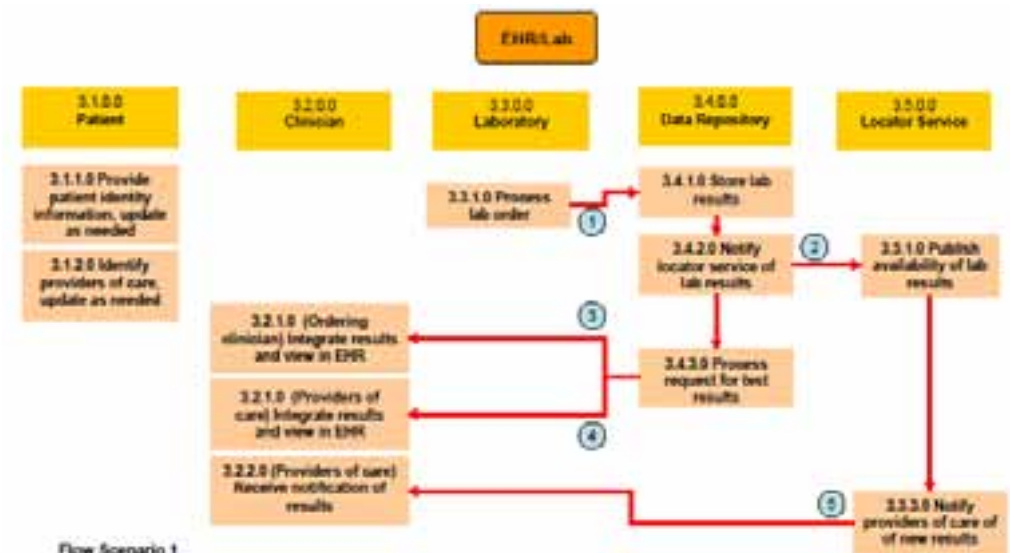 EHR/Lab
3.1.0.0
Patient
3.2.0.0
Clinician
3.3.0.0
Laboratory
3.4.0.0
Data Repository
3.5.0.0
Locator Service
3.1.1.0 Provide
patient identity
information, update
as needed
3.1.2.0 Identify
providers of care,
update as needed
3.3.1.0 Process
lab order
1
3.4.1.0 Store lab
results
3.4.2.0 Notify
locator service of
lab results
2
3.5.1.0 Publish
availability of lab
results
3.2.1.0 (Ordering
clinician) Integrate results
and view in EHR
3
3.4.3.0 Process
request for test
results
3.2.1.0 (Providers of
care) Integrate results
and view in EHR
4
3.2.2.0 (Providers of care)
Receive notification of
results
5
Notify
providers of care of
of new results
Flow Scenario 1